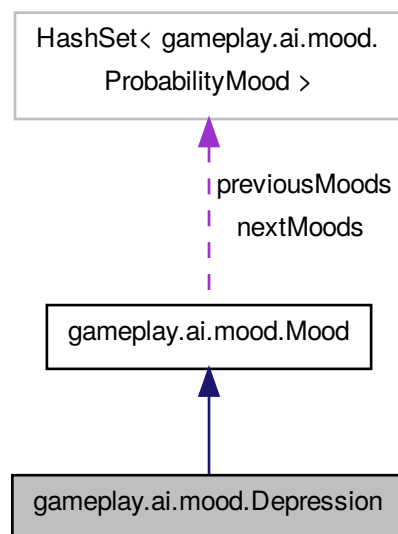 HashSet< gameplay.ai.mood.
ProbabilityMood >
previousMoods
nextMoods
gameplay.ai.mood.Mood
gameplay.ai.mood.Depression